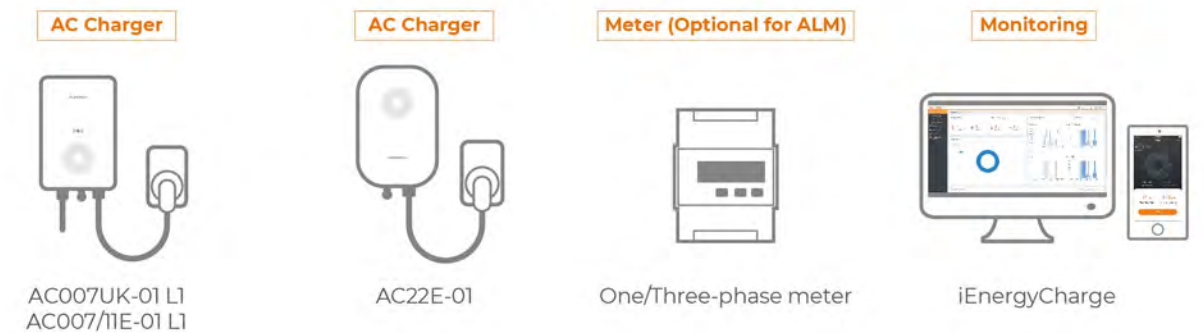 AC Charger
AC Charger
Meter (Optional for ALM)
Monitoring
AC007UK-01 L1
AC007/11E-01 L1
AC22E-01
One/Three-phase meter
iEnergyCharge